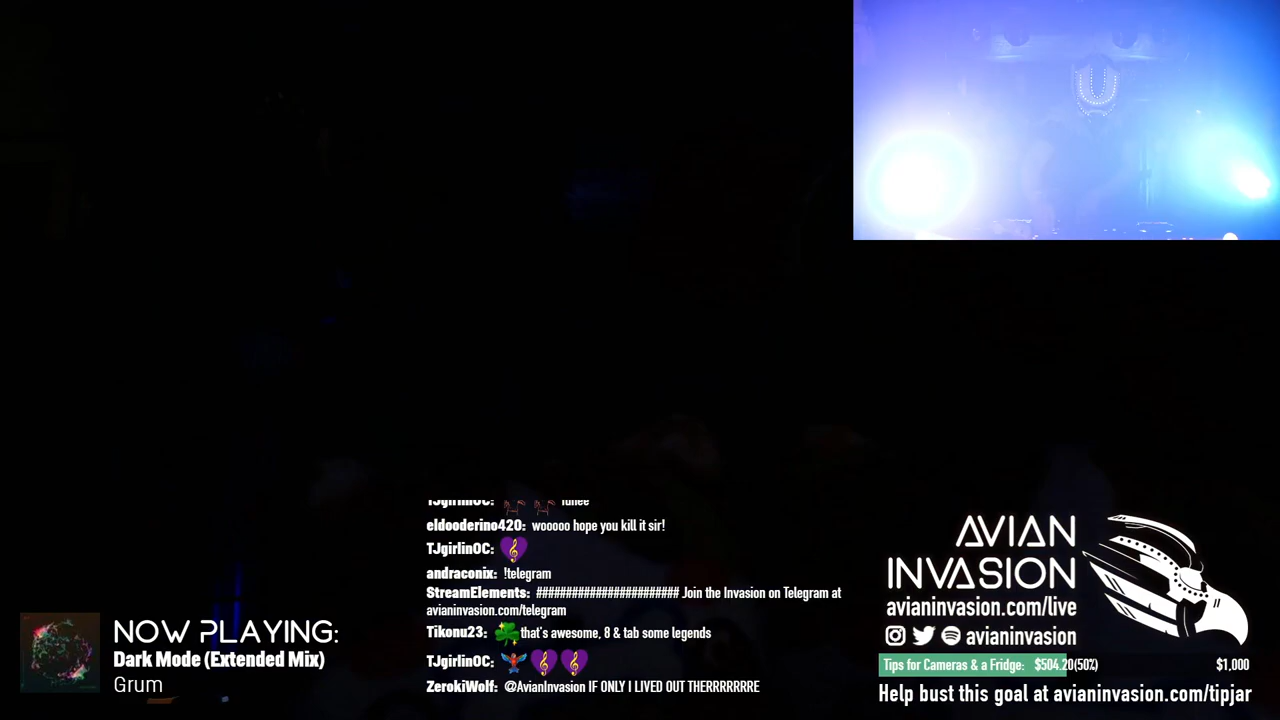 TJgirlinOC:
eldooderino420: wooooo hope you kill it sir!
TJgirlinOC:
andraconix: !telegram
StreamElements: ###################### Join the Invasion on Telegram at
avianinvasion.com/telegram
Tikonu23: that's awesome, 8 & tab some legends
TJgirlinOC:
ZerokiWolf: @AvianInvasion IF ONLY I LIVED OUT THERRRRRRRE
NOW PLAYING:
Dark Mode (Extended Mix)
Grum
AVIAN
INVASION
avianinvasion.com/live
avianinvasion
Tips for Cameras & a Fridge: $504.20(50%) $1,000
Help bust this goal at avianinvasion.com/tipjar